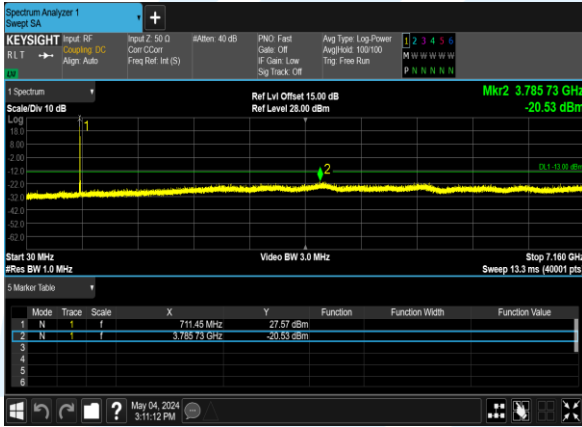 Spectrum Analyzer 1
Swept SA
+
KEYSIGHT Input: RF Input Z: 50 Ω #Atten: 40 dB PNO: Fast Avg Type: Log-Power 1 2 3 4 5 6
RLT Coupling: DC Corr CCorr Gate: Off Avg|Hold: 100/100 M W W W W W
Align: Auto Freq Ref: Int (S) IF Gain: Low Trig: Free Run
LXI Sig Track: Off P N N N N N
1 Spectrum Ref Lvl Offset 15.00 dB Mkr2 3.785 73 GHz
Scale/Div 10 dB Ref Level 28.00 dBm -20.53 dBm
Log
1
18.0
8.00
-2.00
2
DL1 -13.00 dBm
-12.0
-22.0
-32.0
-42.0
-52.0
-62.0
Start 30 MHz Video BW 3.0 MHz Stop 7.160 GHz
#Res BW 1.0 MHz Sweep 13.3 ms (40001 pts
5 Marker Table
Mode Trace Scale X Y Function Function Width Function Value
1 N 1 f 711.45 MHz 27.57 dBm
2 N 1 f 3.785 73 GHz -20.53 dBm
3
4
5
6
? May 04, 2024
3:11:12 PM